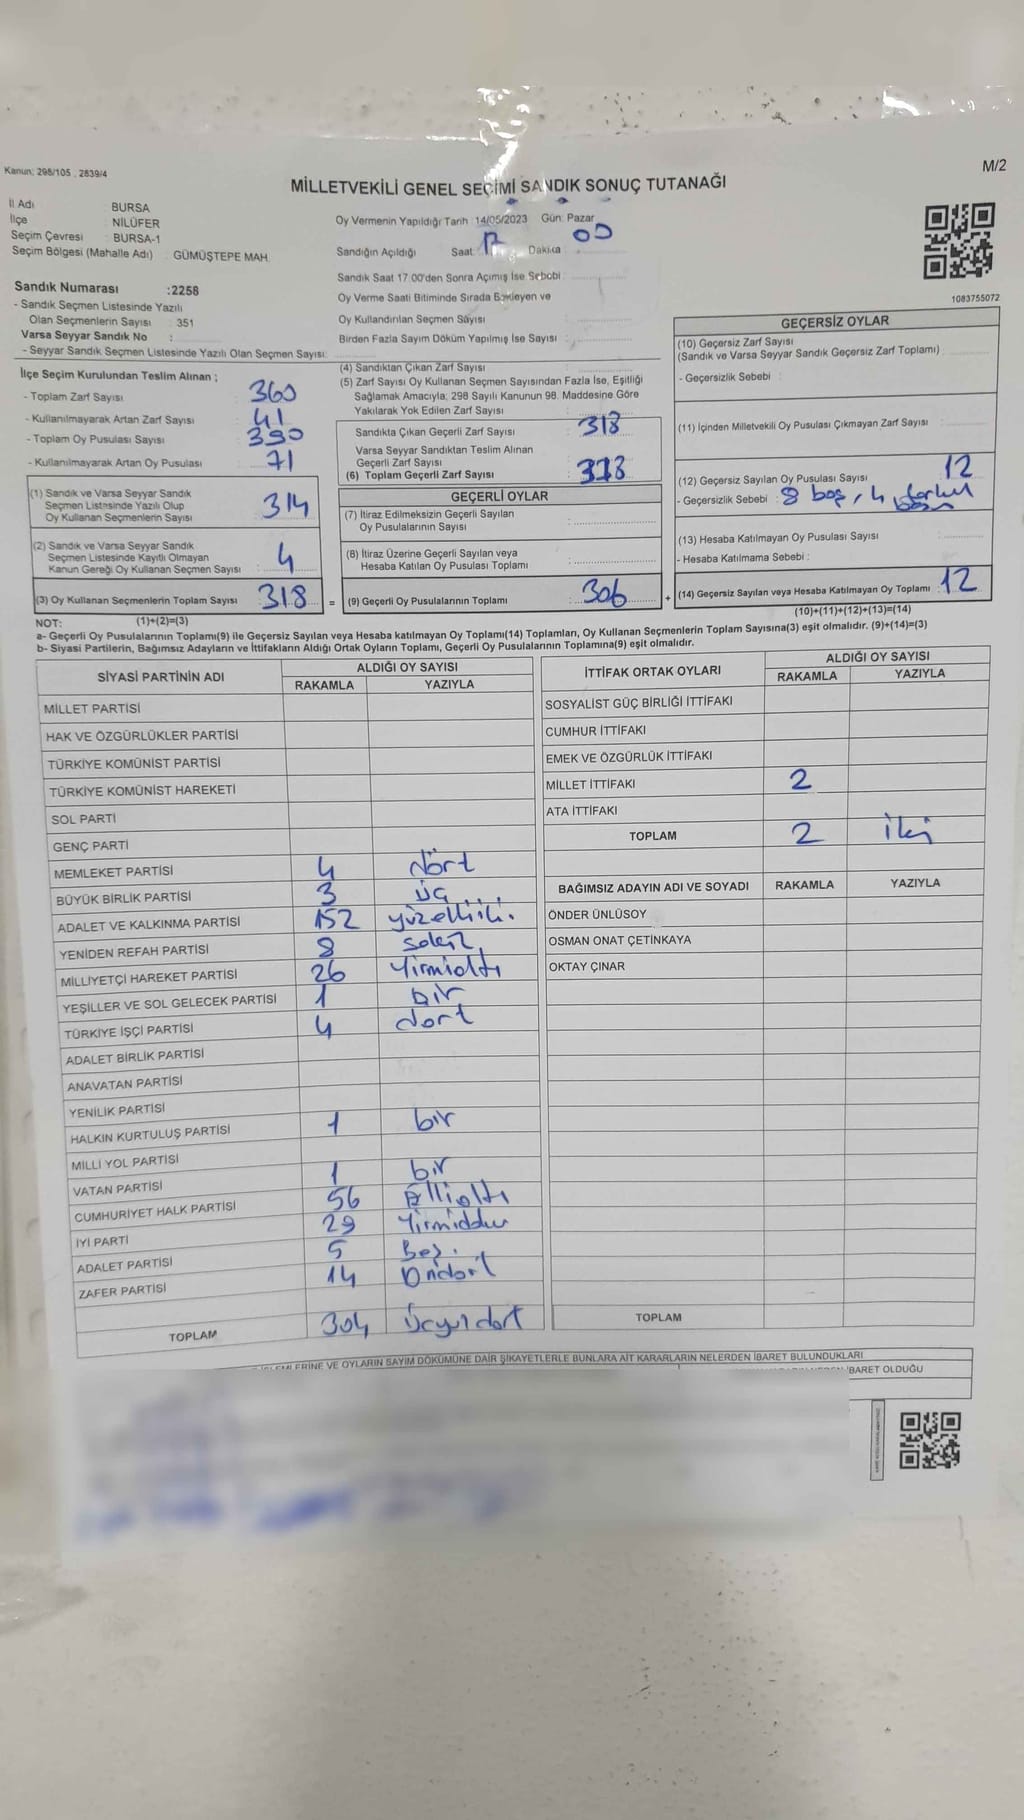 Kanun: 298/105 , 2839/4
M/2
MİLLETVEKİLİ GENEL SEÇİMİ SANDIK SONUÇ TUTANAĞI
İl Adı BURSA
İlçe NİLÜFER
Seçim Çevresi BURSA-1
Seçim Bölgesi (Mahalle Adı) : GÜMÜŞTEPE MAH.
Sandık Numarası :2258
- Sandık Seçmen Listesinde Yazılı
Olan Seçmenlerin Sayısı : 351
Varsa Seyyar Sandık No :
- Seyyar Sandık Seçmen Listesinde Yazılı Olan Seçmen Sayısı:
Oy Vermenin Yapıldığı Tarih :14/05/2023 Gün: Pazar
Sandığın Açıldığı Saat: 17 Dakika 00
Sandık Saat 17:00'den Sonra Açımış İse Sebebi :
Oy Verme Saati Bitiminde Sırada Bekleyen ve
Oy Kullandırılan Seçmen Sayısı
Birden Fazla Sayım Döküm Yapılmış İse Sayısı :
1083755072
İlçe Seçim Kurulundan Teslim Alınan ;
- Toplam Zarf Sayısı 360
- Kullanılmayarak Artan Zarf Sayısı 41
- Toplam Oy Pusulası Sayısı 390
- Kullanılmayarak Artan Oy Pusulası 71
(1) Sandık ve Varsa Seyyar Sandık
Seçmen Listesinde Yazılı Olup
Oy Kullanan Seçmenlerin Sayısı 314
(2) Sandık ve Varsa Seyyar Sandık
Seçmen Listesinde Kayıtlı Olmayan
Kanun Gereği Oy Kullanan Seçmen Sayısı : 4
(3) Oy Kullanan Seçmenlerin Toplam Sayısı : 318 =
(4) Sandıktan Çıkan Zarf Sayısı :
(5) Zarf Sayısı Oy Kullanan Seçmen Sayısından Fazla İse, Eşitliği
Sağlamak Amacıyla; 298 Sayılı Kanunun 98. Maddesine Göre
Yakılarak Yok Edilen Zarf Sayısı :
Sandıkta Çıkan Geçerli Zarf Sayısı : 318
Varsa Seyyar Sandıktan Teslim Alınan
Geçerli Zarf Sayısı
(6) Toplam Geçerli Zarf Sayısı : 318
GEÇERLİ OYLAR
(7) İtiraz Edilmeksizin Geçerli Sayılan
Oy Pusulalarının Sayısı :
(8) İtiraz Üzerine Geçerli Sayılan veya
Hesaba Katılan Oy Pusulası Toplamı :
(9) Geçerli Oy Pusulalarının Toplamı : 306 +
GEÇERSİZ OYLAR
(10) Geçersiz Zarf Sayısı
(Sandık ve Varsa Seyyar Sandık Geçersiz Zarf Toplamı) :
- Geçersizlik Sebebi :
(11) İçinden Milletvekili Oy Pusulası Çıkmayan Zarf Sayısı :
(12) Geçersiz Sayılan Oy Pusulası Sayısı : 12
- Geçersizlik Sebebi : 8 boş, 4
(13) Hesaba Katılmayan Oy Pusulası Sayısı :
- Hesaba Katılmama Sebebi :
(14) Geçersiz Sayılan veya Hesaba Katılmayan Oy Toplamı : 12
NOT: (1)+(2)=(3)
(10)+(11)+(12)+(13)=(14)
a- Geçerli Oy Pusulalarının Toplamı(9) ile Geçersiz Sayılan veya Hesaba katılmayan Oy Toplamı(14) Toplamları, Oy Kullanan Seçmenlerin Toplam Sayısına(3) eşit olmalıdır. (9)+(14)=(3)
b- Siyasi Partilerin, Bağımsız Adayların ve İttifakların Aldığı Ortak Oyların Toplamı, Geçerli Oy Pusulalarının Toplamına(9) eşit olmalıdır.
SİYASİ PARTİNİN ADI ALDIĞI OY SAYISI
RAKAMLA YAZIYLA
MİLLET PARTİSİ
HAK VE ÖZGÜRLÜKLER PARTİSİ
TÜRKİYE KOMÜNİST PARTİSİ
TÜRKİYE KOMÜNİST HAREKETİ
SOL PARTİ
GENÇ PARTİ
MEMLEKET PARTİSİ 4 dört
BÜYÜK BİRLİK PARTİSİ 3 üç
ADALET VE KALKINMA PARTİSİ 152 yüzelliiki
YENİDEN REFAH PARTİSİ 8 sekiz
MİLLİYETÇİ HAREKET PARTİSİ 26 Yirmialtı
YEŞİLLER VE SOL GELECEK PARTİSİ 1 bir
TÜRKİYE İŞÇİ PARTİSİ 4 dört
ADALET BİRLİK PARTİSİ
ANAVATAN PARTİSİ
YENİLİK PARTİSİ
HALKIN KURTULUŞ PARTİSİ 1 bir
MİLLİ YOL PARTİSİ
VATAN PARTİSİ 1 bir
CUMHURİYET HALK PARTİSİ 56 Ellialtı
İYİ PARTİ 29 Yirmidokuz
ADALET PARTİSİ 5 Beş
ZAFER PARTİSİ 14 Ondört
TOPLAM 304 Üçyüzdört
İTTİFAK ORTAK OYLARI ALDIĞI OY SAYISI
RAKAMLA YAZIYLA
SOSYALİST GÜÇ BİRLİĞİ İTTİFAKI
CUMHUR İTTİFAKI
EMEK VE ÖZGÜRLÜK İTTİFAKI
MİLLET İTTİFAKI 2
ATA İTTİFAKI
TOPLAM 2 iki
BAĞIMSIZ ADAYIN ADI VE SOYADI RAKAMLA YAZIYLA
ÖNDER ÜNLÜSOY
OSMAN ONAT ÇETİNKAYA
OKTAY ÇINAR
TOPLAM
İŞLEMLERİNE VE OYLARIN SAYIM DÖKÜMÜNE DAİR ŞİKAYETLERLE BUNLARA AİT KARARLARIN NELERDEN İBARET BULUNDUKLARI
İBARET OLDUĞU